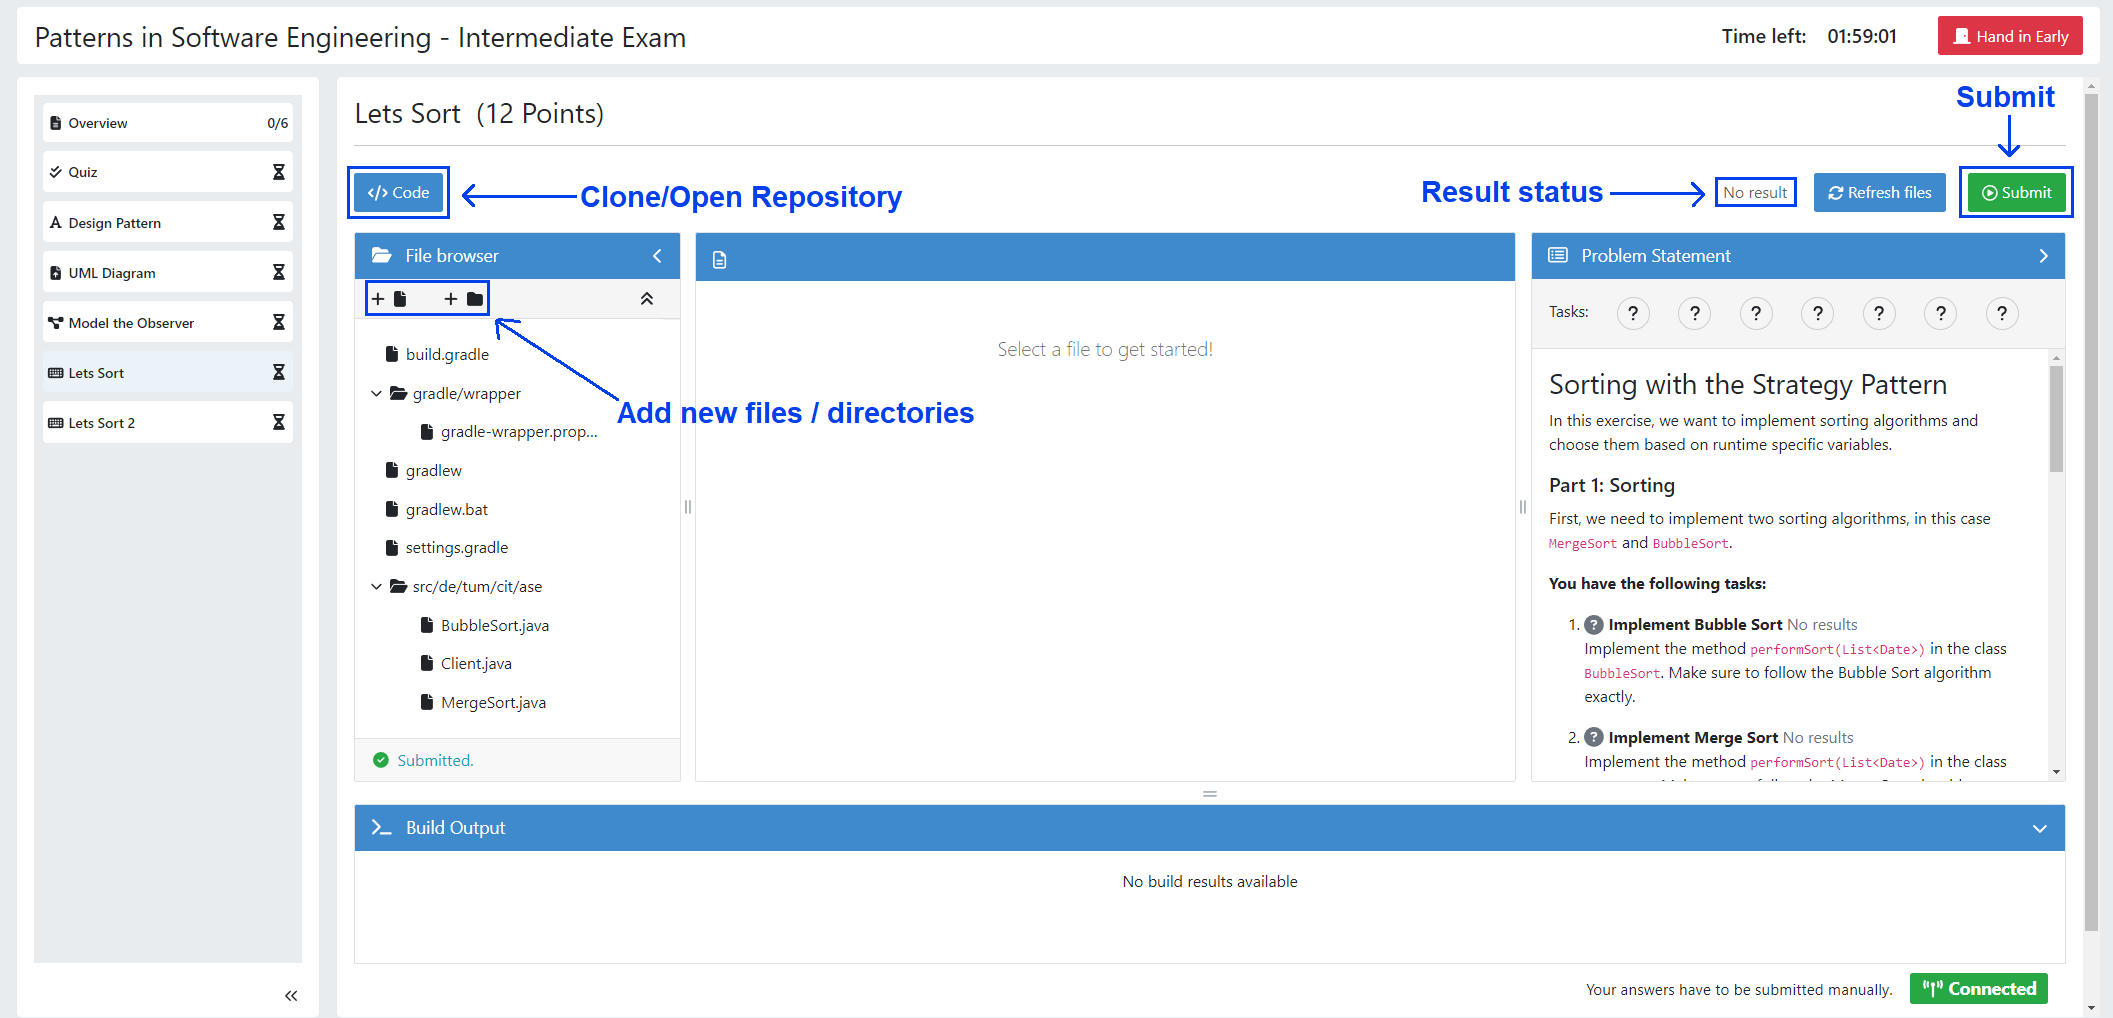 Patterns in Software Engineering - Intermediate Exam
Time left: 01:59:01
Hand in Early
Overview 0/6
Quiz
Design Pattern
UML Diagram
Model the Observer
Lets Sort
Lets Sort 2
Lets Sort (12 Points)
Submit
Code
Clone/Open Repository
Result status
No result
Refresh files
Submit
File browser
Add new files / directories
build.gradle
gradle/wrapper
gradle-wrapper.prop...
gradlew
gradlew.bat
settings.gradle
src/de/tum/cit/ase
BubbleSort.java
Client.java
MergeSort.java
Submitted.
Select a file to get started!
Problem Statement
Tasks: ? ? ? ? ? ? ?
Sorting with the Strategy Pattern
In this exercise, we want to implement sorting algorithms and
choose them based on runtime specific variables.
Part 1: Sorting
First, we need to implement two sorting algorithms, in this case
MergeSort and BubbleSort.
You have the following tasks:
1. ? Implement Bubble Sort No results
Implement the method performSort(List<Date>) in the class
BubbleSort. Make sure to follow the Bubble Sort algorithm
exactly.
2. ? Implement Merge Sort No results
Implement the method performSort(List<Date>) in the class
Build Output
No build results available
Your answers have to be submitted manually.
Connected